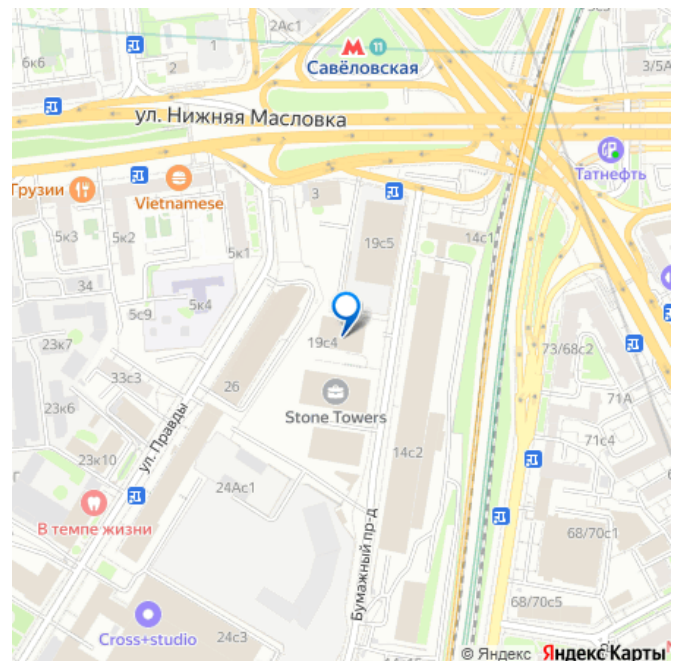 2Ас1
6к6
2
1
М 11
Савёловская
3/5А
ул. Нижняя Масловка
Татнефть
Грузии
Vietnamese
3
5к3
5к2
5к1
19с5
14с1
34
5с9
5к4
23к7
33с3
19с4
73/68с2
26
71А
23к6
Stone Towers
ул. Правды
23к10
14с2
71с4
24Ас1
В темпе жизни
Бумажный пр-д
68/70с1
68/70с5
Cross+studio
24с3
© Яндекс Яндекс Карты